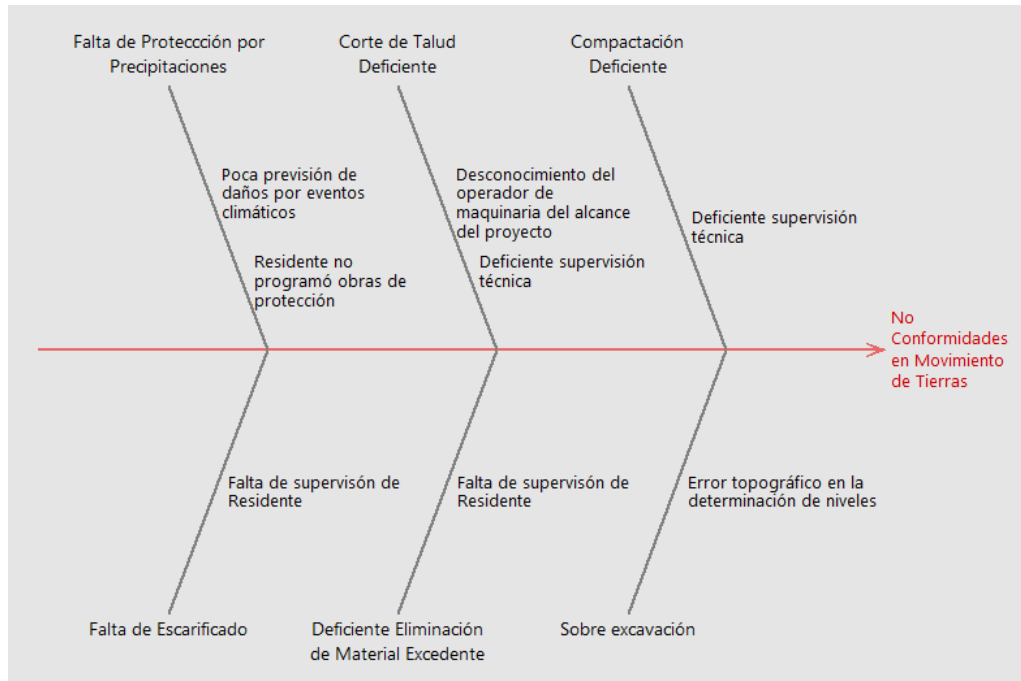 Falta de Proteccción por
Precipitaciones
Corte de Talud
Deficiente
Compactación
Deficiente
Poca previsión de
daños por eventos
climáticos
Residente no
programó obras de
protección
Desconocimiento del
operador de
maquinaria del alcance
del proyecto
Deficiente supervisión
técnica
Deficiente supervisión
técnica
No
Conformidades
en Movimiento
de Tierras
Falta de supervisón de
Residente
Falta de supervisón de
Residente
Error topográfico en la
determinación de niveles
Falta de Escarificado
Deficiente Eliminación
de Material Excedente
Sobre excavación